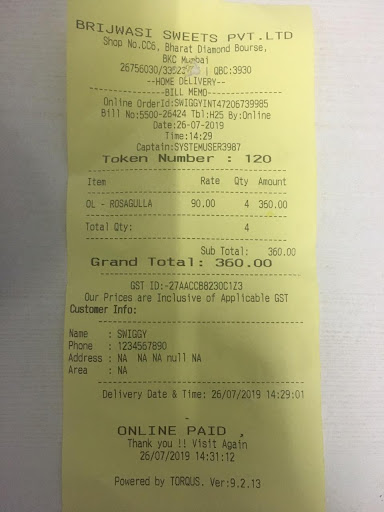 BRIJWASI SWEETS PVT.LTD
Shop No.CC6, Bharat Diamond Bourse,
BKC Mumbai
26756030/ | QBC:3930
--HOME DELIVERY--
BILL MEMO
Online OrderId:SWIGGYINT47206739985
Bill No:5500-26424 Tbl:H25 By:Online
Date:26-07-2019
Time:14:29
Captain:SYSTEMUSER3987
Token Number : 120
Item Rate Qty Amount
OL - ROSAGULLA 90.00 4 360.00
Total Qty: 4
Sub Total: 360.00
Grand Total: 360.00
GST ID:-27AACCB8230C1Z3
Our Prices are Inclusive of Applicable GST
Customer Info:
Name : SWIGGY
Phone : 1234567890
Address : NA NA NA null NA
Area : NA
Delivery Date & Time: 26/07/2019 14:29:01
ONLINE PAID ,
Thank you !! Visit Again
26/07/2019 14:31:12
Powered by TORQUS. Ver:9.2.13